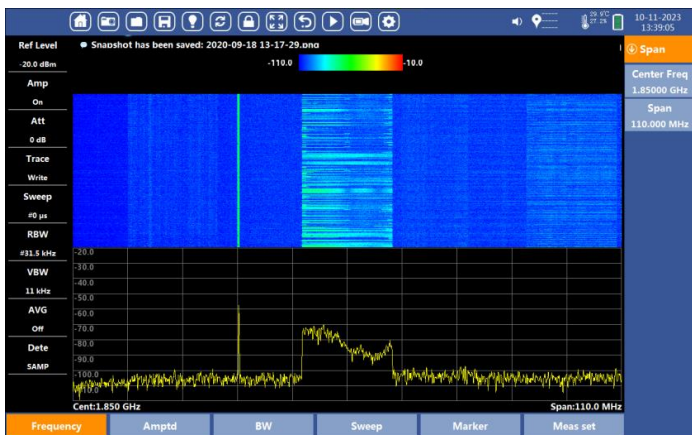 29.5℃
27.2%
10-11-2023
13:39:05
Ref Level
-20.0 dBm
Amp
On
Att
0 dB
Trace
Write
Sweep
#0 µs
RBW
#31.5 kHz
VBW
11 kHz
AVG
Off
Dete
SAMP
Snapshot has been saved: 2020-09-18 13-17-29.png
-110.0
-10.0
-20.0
-30.0
-40.0
-50.0
-60.0
-70.0
-80.0
-90.0
-100.0
Cent:1.850 GHz
Span:110.0 MHz
Span
Center Freq
1.85000 GHz
Span
110.000 MHz
Frequency
Amptd
BW
Sweep
Marker
Meas set